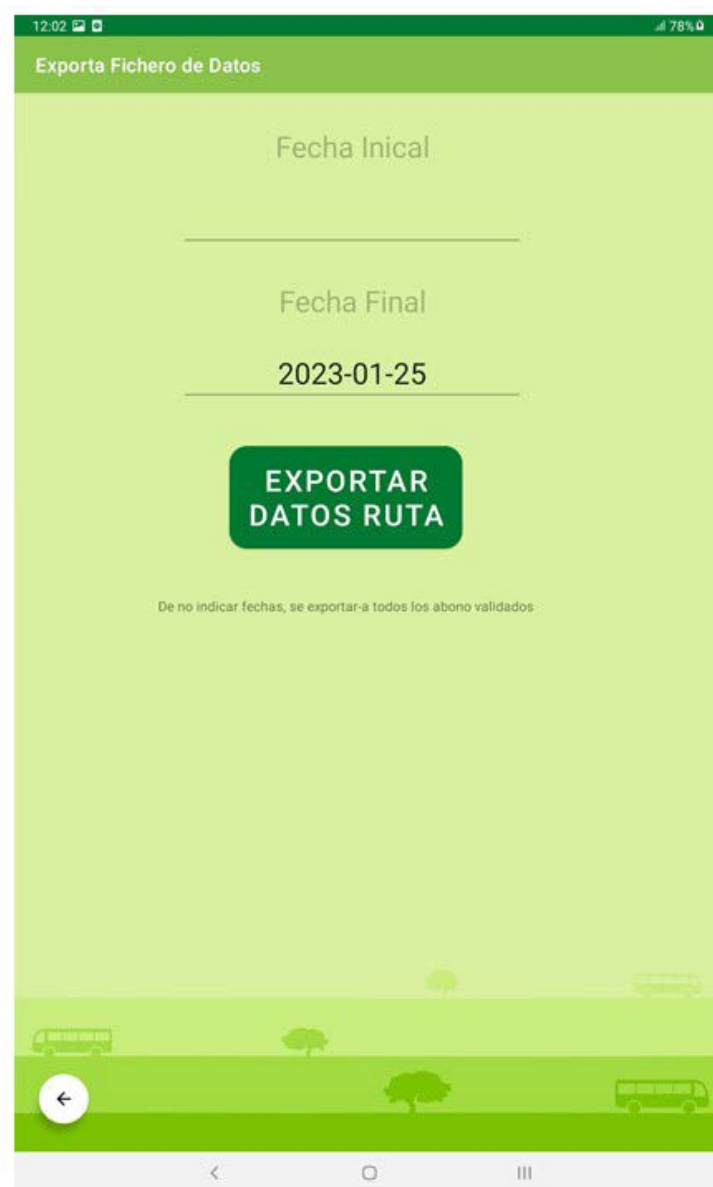 12:02 78%
Exporta Fichero de Datos
Fecha Inical
Fecha Final
2023-01-25
EXPORTAR
DATOS RUTA
De no indicar fechas, se exportar-a todos los abono validados